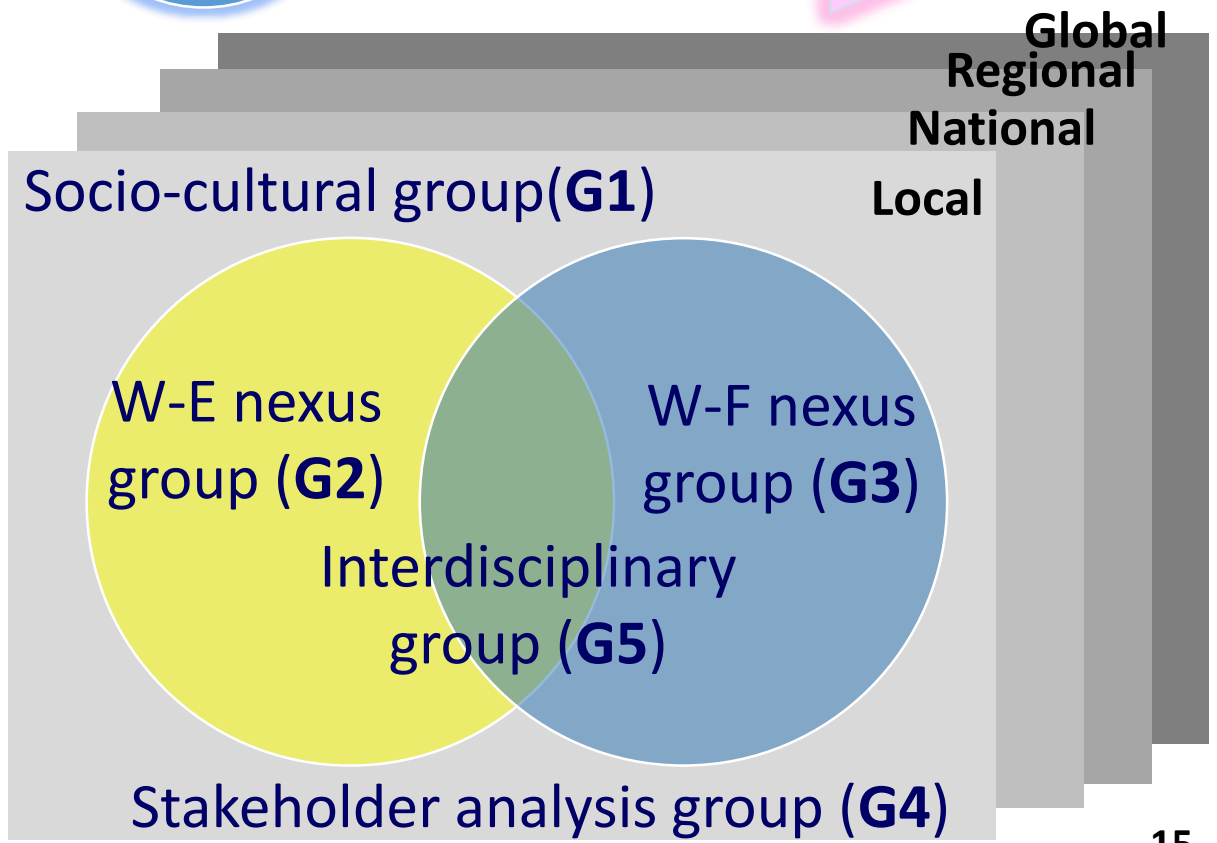 Global
Regional
National
Socio-cultural group(G1)
Local
W-E nexus
group (G2)
W-F nexus
group (G3)
Interdisciplinary
group (G5)
Stakeholder analysis group (G4)
15